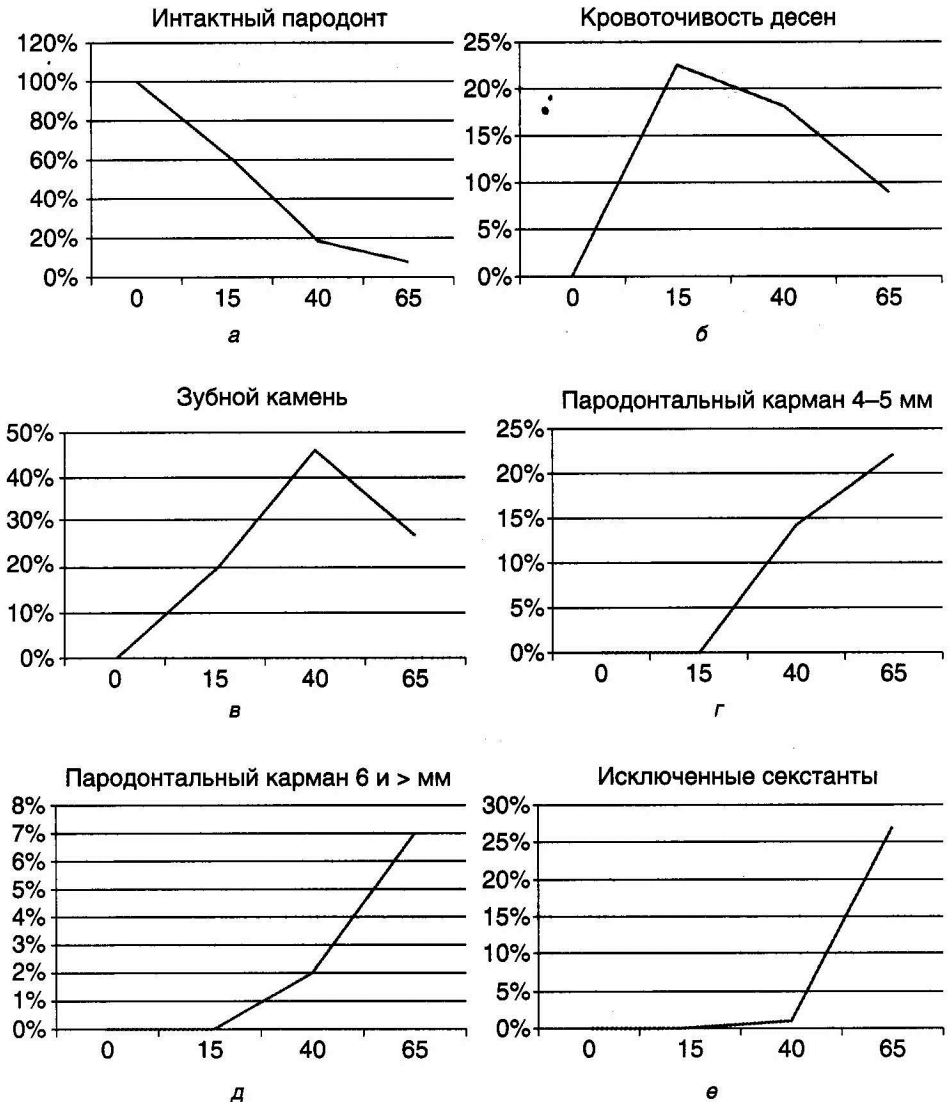 Интактный пародонт
120%
100%
80%
60%
40%
20%
0%
0 15 40 65
а
Кровоточивость десен
25%
20%
15%
10%
5%
0%
0 15 40 65
б
Зубной камень
50%
40%
30%
20%
10%
0%
0 15 40 65
в
Пародонтальный карман 4–5 мм
25%
20%
15%
10%
5%
0%
0 15 40 65
г
Пародонтальный карман 6 и > мм
8%
7%
6%
5%
4%
3%
2%
1%
0%
0 15 40 65
д
Исключенные секстанты
30%
25%
20%
15%
10%
5%
0%
0 15 40 65
е